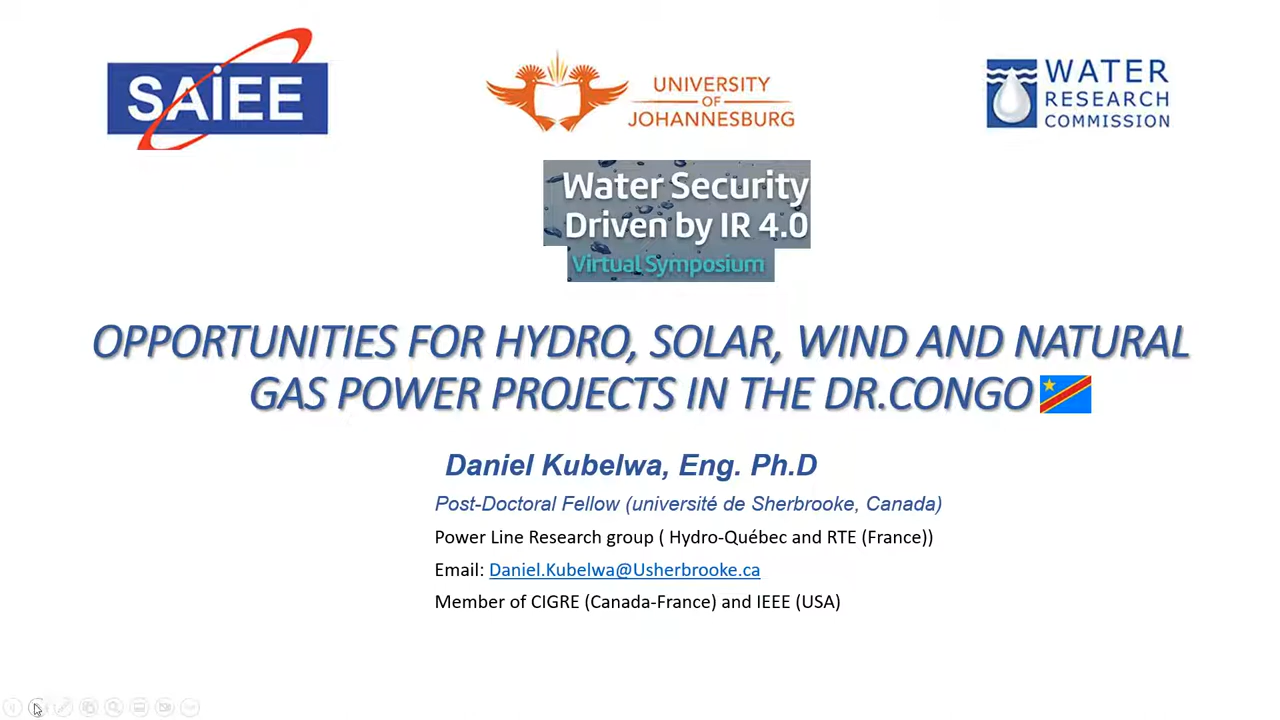 SAIEE
UNIVERSITY
OF
JOHANNESBURG
WATER
RESEARCH
COMMISSION
Water Security
Driven by IR 4.0
Virtual Symposium
OPPORTUNITIES FOR HYDRO, SOLAR, WIND AND NATURAL
GAS POWER PROJECTS IN THE DR.CONGO
Daniel Kubelwa, Eng. Ph.D
Post-Doctoral Fellow (université de Sherbrooke, Canada)
Power Line Research group ( Hydro-Québec and RTE (France))
Email: Daniel.Kubelwa@Usherbrooke.ca
Member of CIGRE (Canada-France) and IEEE (USA)